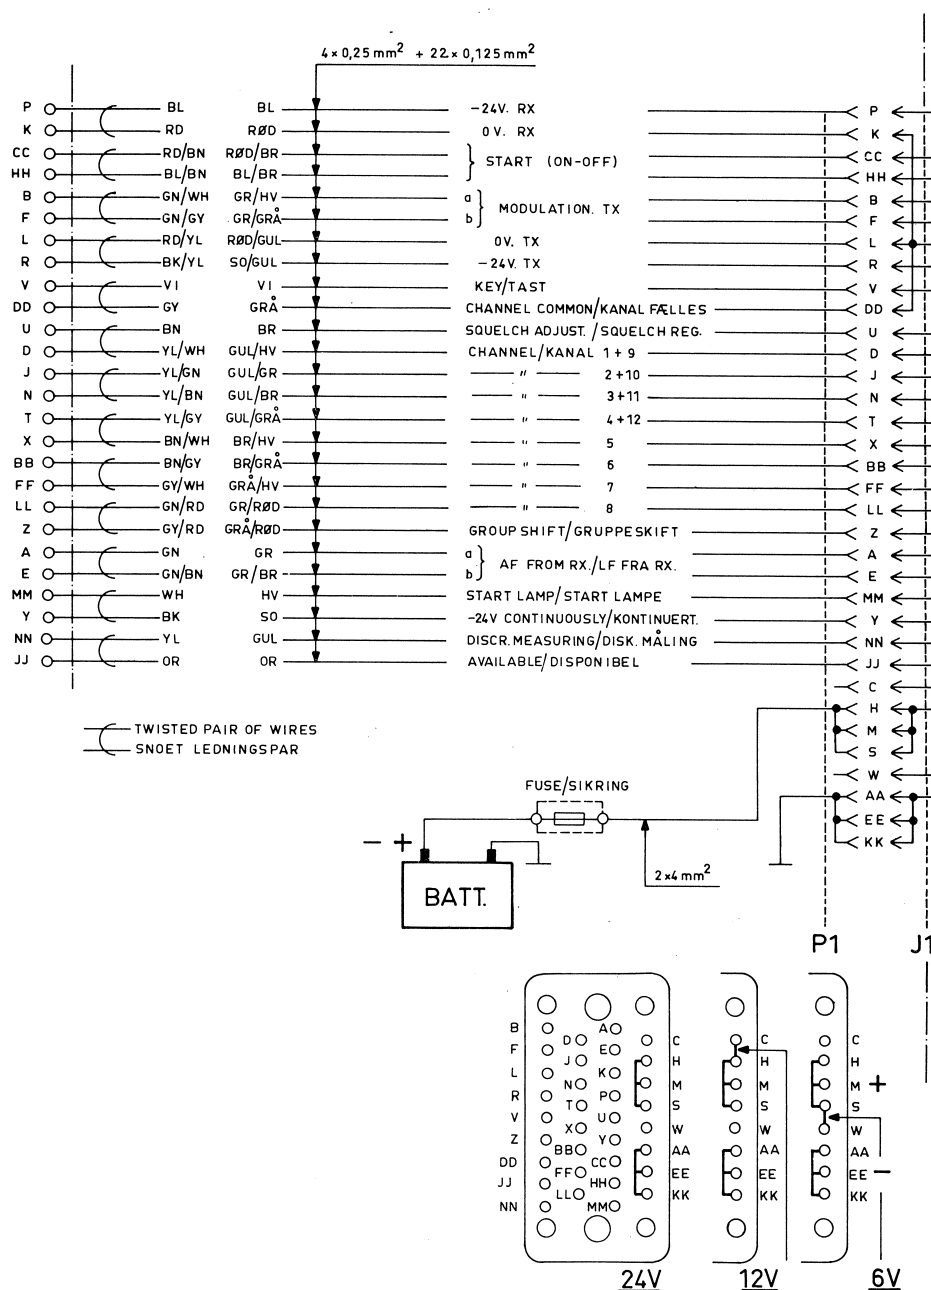 4×0,25mm² + 22×0,125mm²
P BL BL -24V. RX P
K RD RØD 0V. RX K
CC RD/BN RØD/BR START (ON-OFF) CC
HH BL/BN BL/BR HH
B GN/WH GR/HV a MODULATION. TX B
F GN/GY GR/GRÅ b F
L RD/YL RØD/GUL 0V. TX L
R BK/YL SO/GUL -24V. TX R
V VI VI KEY/TAST V
DD GY GRÅ CHANNEL COMMON/KANAL FÆLLES DD
U BN BR SQUELCH ADJUST. /SQUELCH REG. U
D YL/WH GUL/HV CHANNEL/KANAL 1+9 D
J YL/GN GUL/GR — " — 2+10 J
N YL/BN GUL/BR — " — 3+11 N
T YL/GY GUL/GRÅ — " — 4+12 T
X BN/WH BR/HV — " — 5 X
BB BN/GY BR/GRÅ — " — 6 BB
FF GY/WH GRÅ/HV — " — 7 FF
LL GN/RD GR/RØD — " — 8 LL
Z GY/RD GRÅ/RØD GROUP SHIFT/GRUPPESKIFT Z
A GN GR a AF FROM RX./LF FRA RX. A
E GN/BN GR/BR b E
MM WH HV START LAMP/START LAMPE MM
Y BK SO -24V CONTINUOUSLY/KONTINUERT. Y
NN YL GUL DISCR. MEASURING/DISK. MÅLING NN
JJ OR OR AVAILABLE/DISPONIBEL JJ
C
H
M
S
W
AA
EE
KK
TWISTED PAIR OF WIRES
SNOET LEDNINGSPAR
FUSE/SIKRING
- +
BATT.
2×4mm²
P1 J1
B A
D C C C
F E
J H H H
L K
N M M M +
R P
T S S S
V U
X W W W
Z Y
BB AA AA AA
DD CC
FF EE EE EE -
JJ HH
LL KK KK KK
NN MM
24V 12V 6V